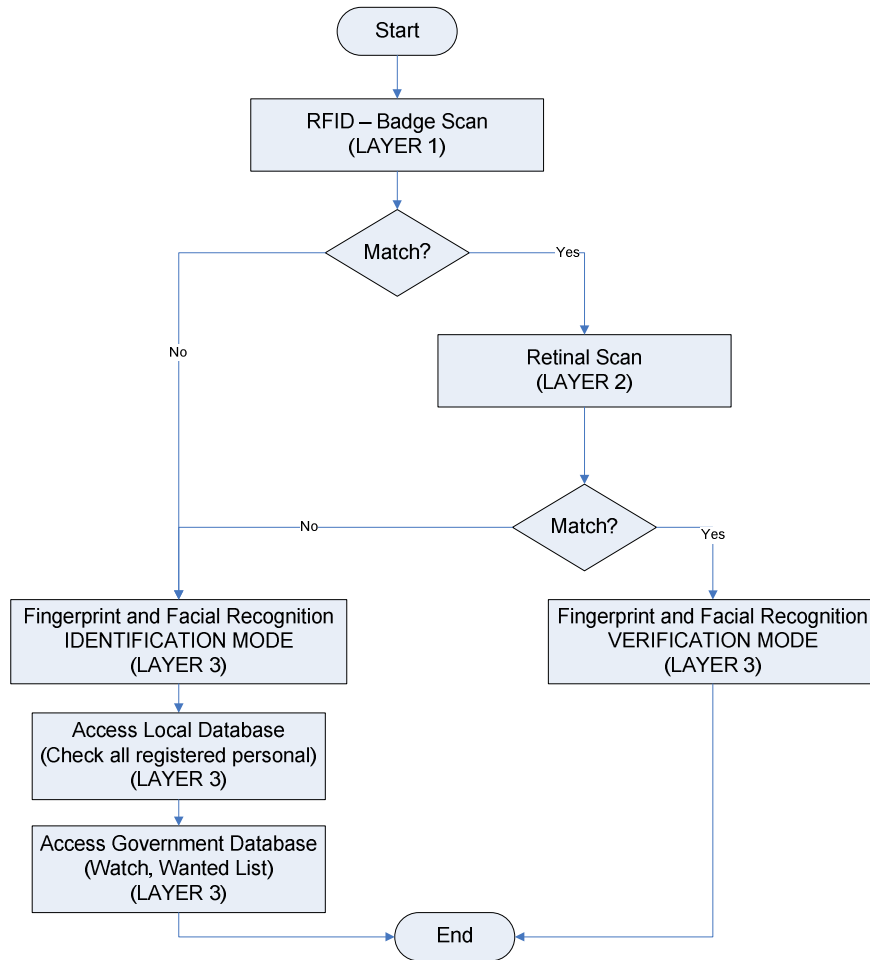 Start
RFID – Badge Scan
(LAYER 1)
Match?
Yes
No
Retinal Scan
(LAYER 2)
Match?
No
Yes
Fingerprint and Facial Recognition
IDENTIFICATION MODE
(LAYER 3)
Fingerprint and Facial Recognition
VERIFICATION MODE
(LAYER 3)
Access Local Database
(Check all registered personal)
(LAYER 3)
Access Government Database
(Watch, Wanted List)
(LAYER 3)
End